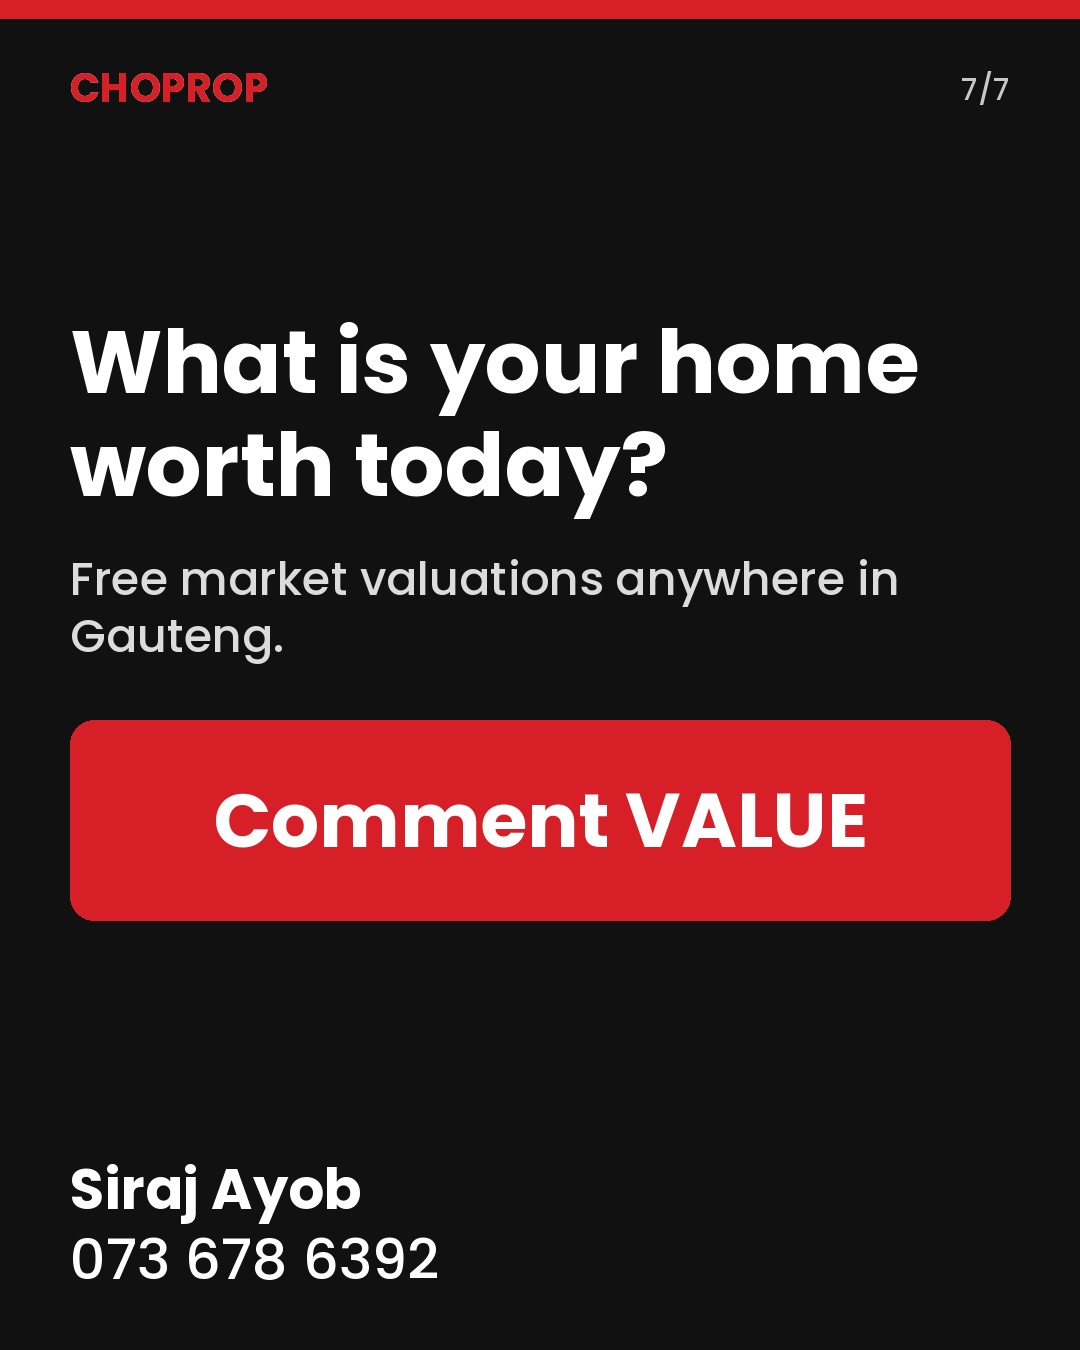 CHOPROP
7/7
What is your home
worth today?
Free market valuations anywhere in
Gauteng.
Comment VALUE
Siraj Ayob
073 678 6392